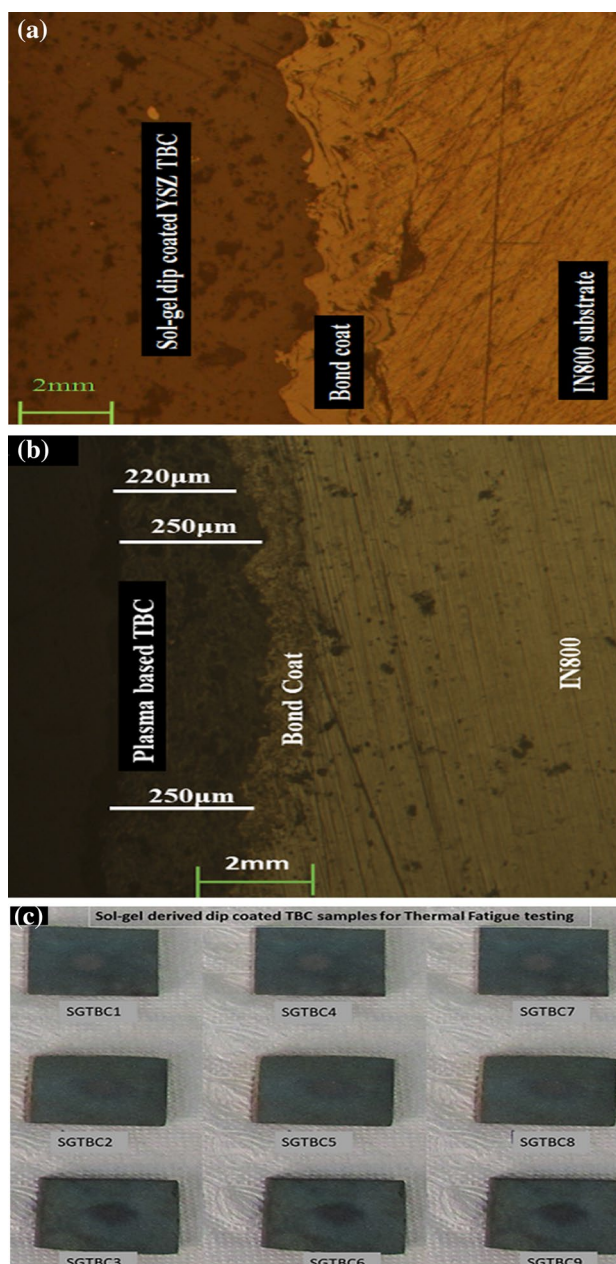 (a)
Sol-gel dip coated YSZ TBC
Bond coat
IN800 substrate
2mm
(b)
220μm
250μm
Plasma based TBC
Bond Coat
IN800
250μm
2mm
(c)
Sol-gel derived dip coated TBC samples for Thermal Fatigue testing
SGTBC1
SGTBC4
SGTBC7
SGTBC2
SGTBC5
SGTBC8
SGTBC3
SGTBC6
SGTBC9